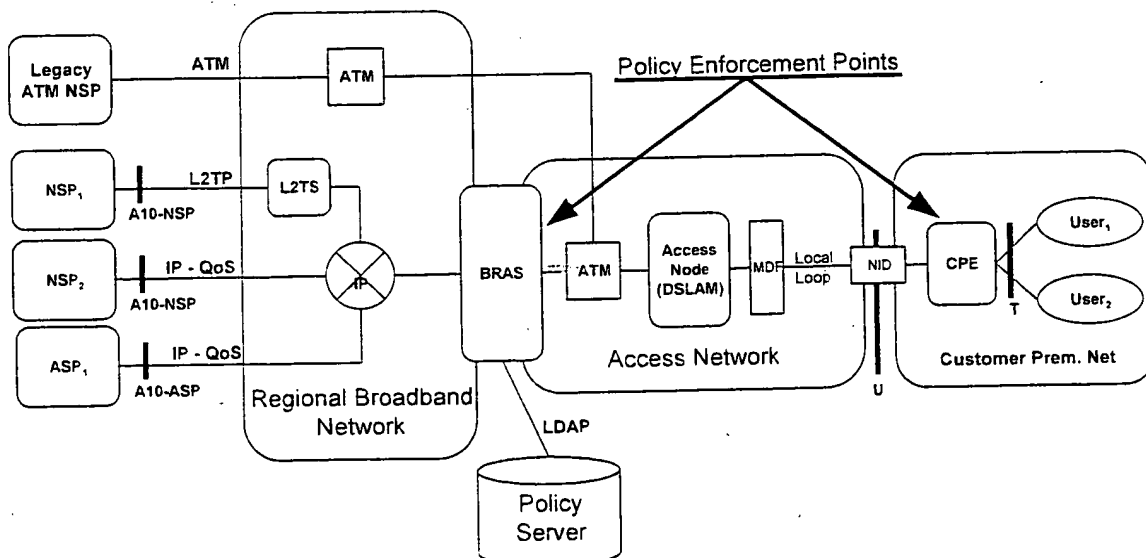 Legacy
ATM NSP
ATM
ATM
Policy Enforcement Points
NSP₁
L2TP
A10-NSP
L2TS
NSP₂
IP - QoS
A10-NSP
IP
BRAS
ATM
Access
Node
(DSLAM)
MDF
Local
Loop
NID
CPE
User₁
User₂
T
ASP₁
IP - QoS
A10-ASP
Regional Broadband
Network
Access Network
Customer Prem. Net
U
LDAP
Policy
Server